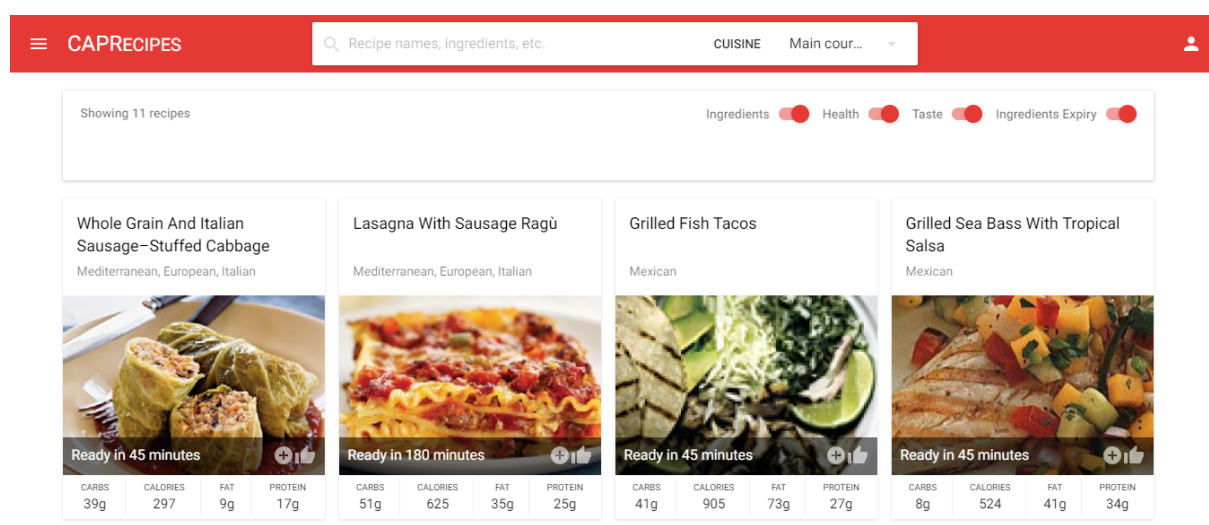 CAPRECIPES
Recipe names, ingredients, etc. CUISINE Main cour...
Showing 11 recipes Ingredients Health Taste Ingredients Expiry
Whole Grain And Italian
Sausage–Stuffed Cabbage
Mediterranean, European, Italian
Ready in 45 minutes
CARBS CALORIES FAT PROTEIN
39g 297 9g 17g
Lasagna With Sausage Ragù
Mediterranean, European, Italian
Ready in 180 minutes
CARBS CALORIES FAT PROTEIN
51g 625 35g 25g
Grilled Fish Tacos
Mexican
Ready in 45 minutes
CARBS CALORIES FAT PROTEIN
41g 905 73g 27g
Grilled Sea Bass With Tropical
Salsa
Mexican
Ready in 45 minutes
CARBS CALORIES FAT PROTEIN
8g 524 41g 34g